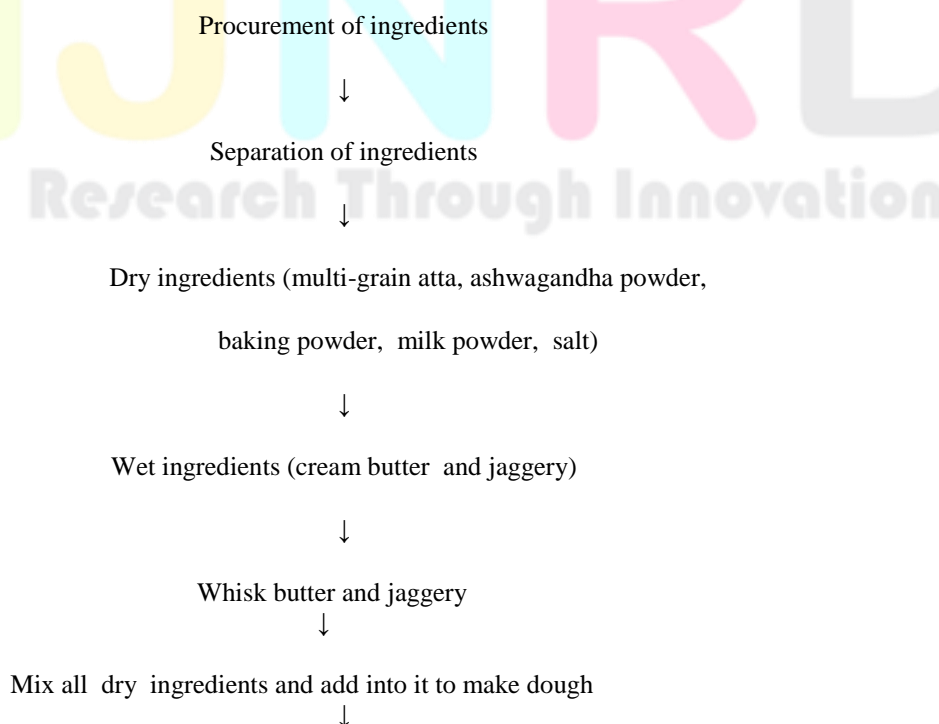 IJNRD
Research Through Innovation
Procurement of ingredients
↓
Separation of ingredients
↓
Dry ingredients (multi-grain atta, ashwagandha powder,
baking powder, milk powder, salt)
↓
Wet ingredients (cream butter and jaggery)
↓
Whisk butter and jaggery
↓
Mix all dry ingredients and add into it to make dough
↓